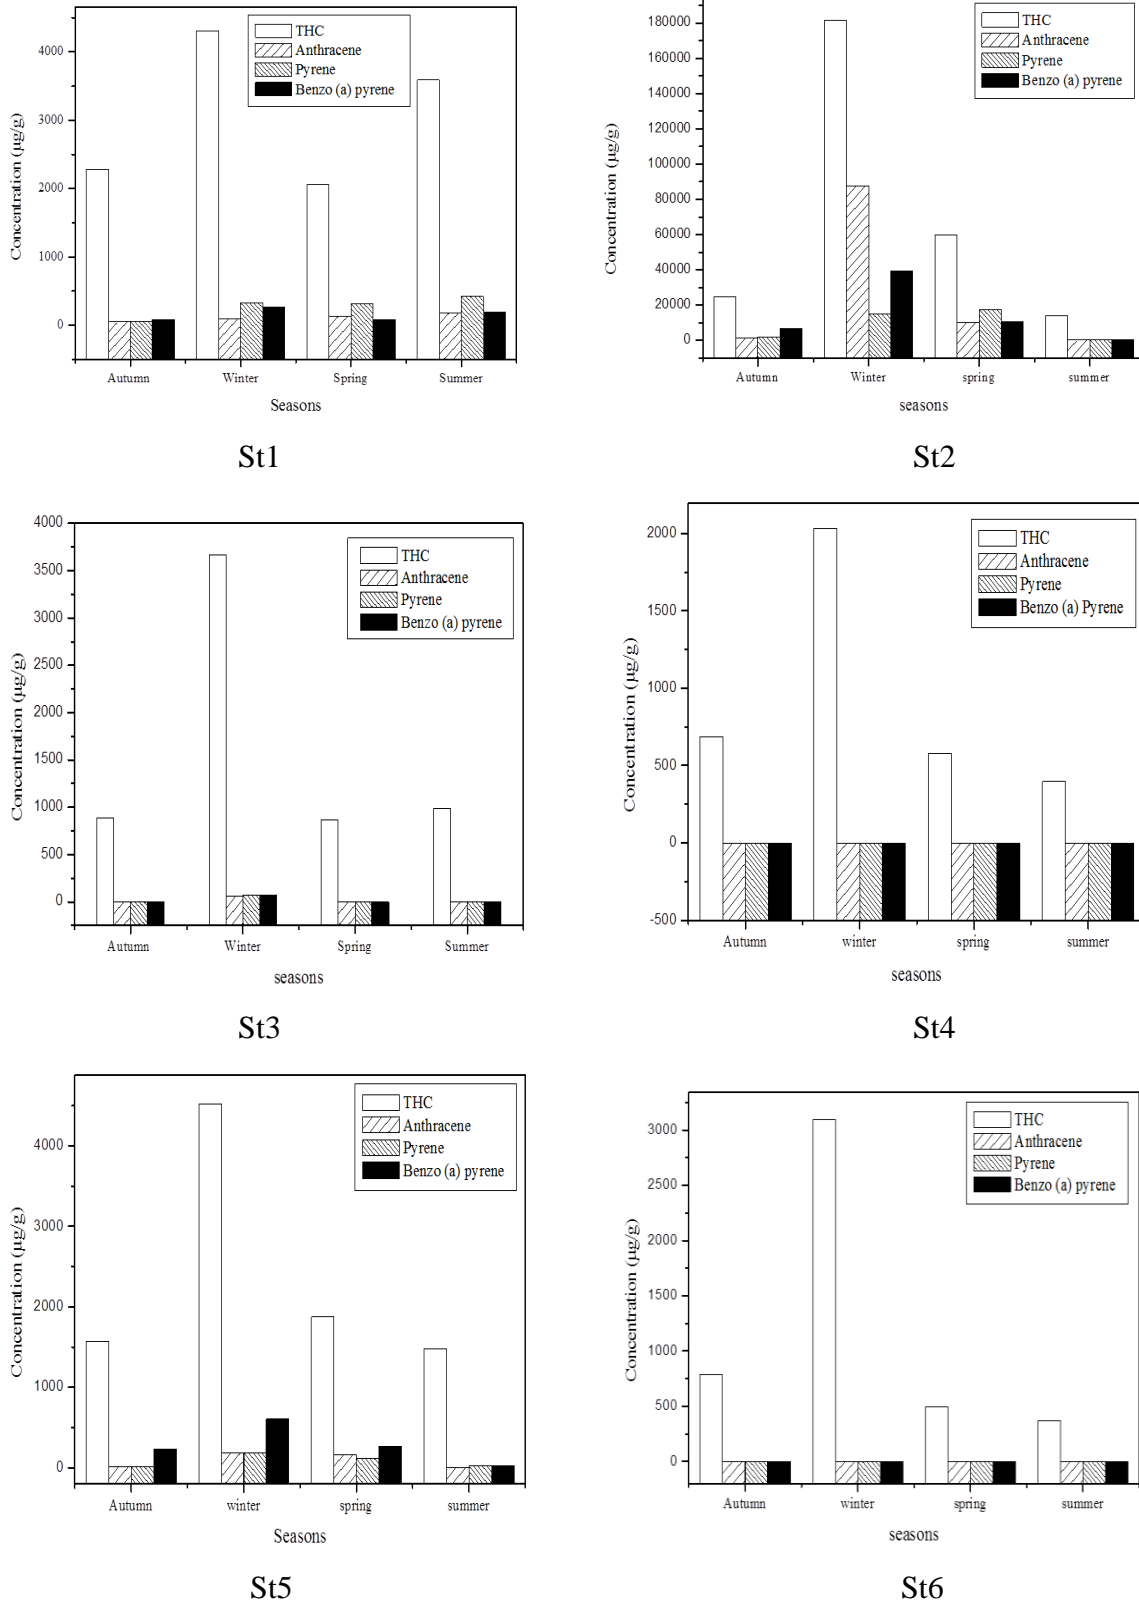 THC
Anthracene
Pyrene
Benzo (a) pyrene
4000
3000
2000
1000
0
Concentration (µg/g)
Autumn Winter Spring Summer
Seasons
St1
THC
Anthracene
Pyrene
Benzo (a) pyrene
180000
160000
140000
120000
100000
80000
60000
40000
20000
0
Concentration (µg/g)
Autumn Winter spring summer
seasons
St2
THC
Anthracene
Pyrene
Benzo (a) pyrene
4000
3500
3000
2500
2000
1500
1000
500
0
Concentration (µg/g)
Autumn Winter Spring Summer
seasons
St3
THC
Anthracene
Pyrene
Benzo (a) Pyrene
2000
1500
1000
500
0
-500
Concentration (µg/g)
Autumn winter spring summer
seasons
St4
THC
Anthracene
Pyrene
Benzo (a) pyrene
4000
3000
2000
1000
0
Concentration (µg/g)
Autumn winter spring summer
Seasons
St5
THC
Anthracene
Pyrene
Benzo (a) pyrene
3000
2500
2000
1500
1000
500
0
Concentration (µg/g)
Autumn winter spring summer
seasons
St6